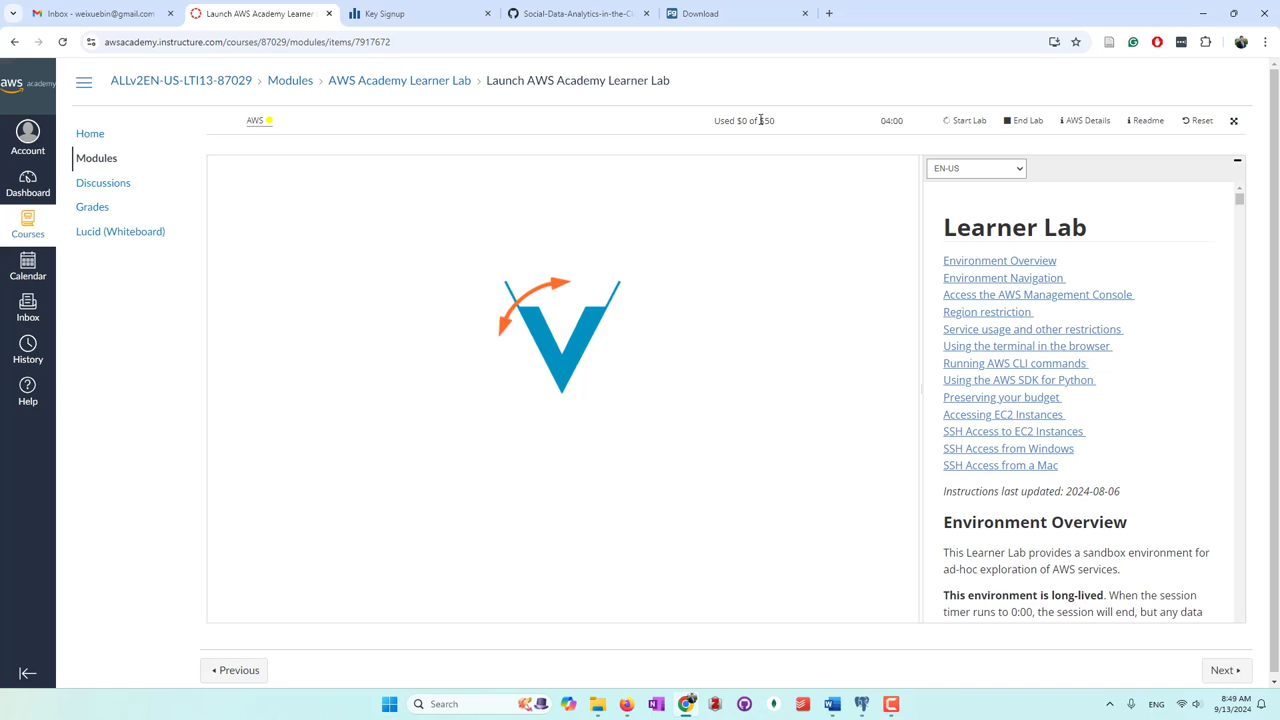 Inbox - weixuebin@gmail.com
Launch AWS Academy Learner
Key Signup
Social-Data-Analytics-in-the-Cl
Download
awsacademy.instructure.com/courses/87029/modules/items/7917672
aws academy
ALLv2EN-US-LTI13-87029 > Modules > AWS Academy Learner Lab > Launch AWS Academy Learner Lab
Account
Dashboard
Courses
Calendar
Inbox
History
Help
Home
Modules
Discussions
Grades
Lucid (Whiteboard)
AWS
Used $0 of $50
04:00
Start Lab
End Lab
AWS Details
Readme
Reset
EN-US
Learner Lab
Environment Overview
Environment Navigation
Access the AWS Management Console
Region restriction
Service usage and other restrictions
Using the terminal in the browser
Running AWS CLI commands
Using the AWS SDK for Python
Preserving your budget
Accessing EC2 Instances
SSH Access to EC2 Instances
SSH Access from Windows
SSH Access from a Mac
Instructions last updated: 2024-08-06
Environment Overview
This Learner Lab provides a sandbox environment for
ad-hoc exploration of AWS services.
This environment is long-lived. When the session
timer runs to 0:00, the session will end, but any data
Previous
Next
Search
ENG
8:49 AM
9/13/2024